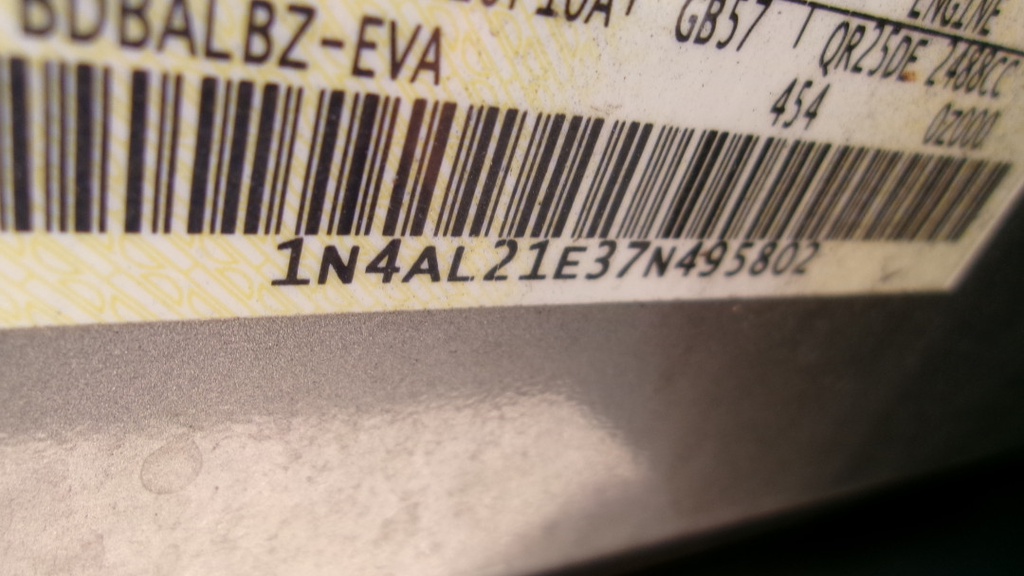 BDBALBZ-EVA
GB57
ENGINE
QR25DE 2488CC
454
0Z000
1N4AL21E37N495802